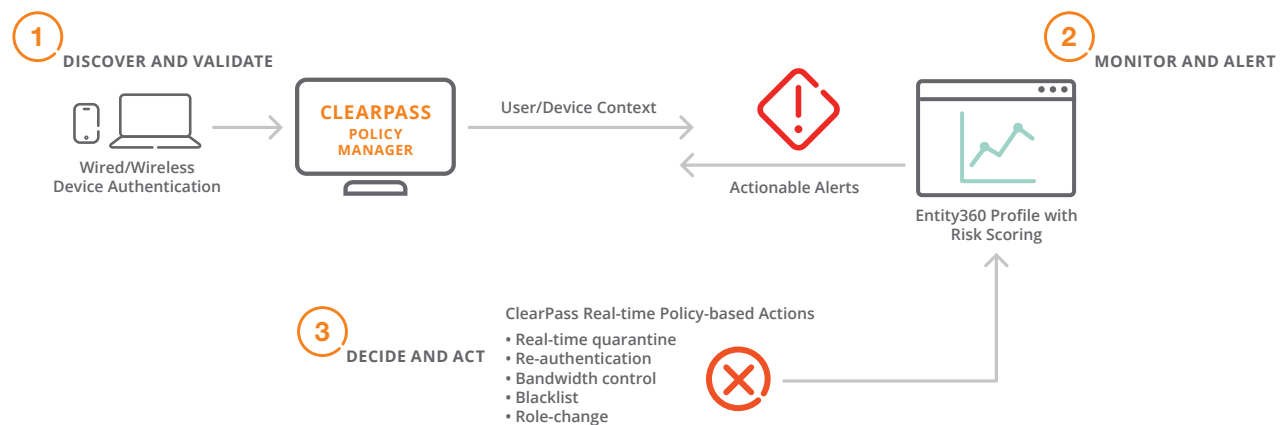 1
DISCOVER AND VALIDATE
Wired/Wireless
Device Authentication
CLEARPASS
POLICY
MANAGER
User/Device Context
Actionable Alerts
2
MONITOR AND ALERT
Entity360 Profile with
Risk Scoring
3
DECIDE AND ACT
ClearPass Real-time Policy-based Actions
• Real-time quarantine
• Re-authentication
• Bandwidth control
• Blacklist
• Role-change